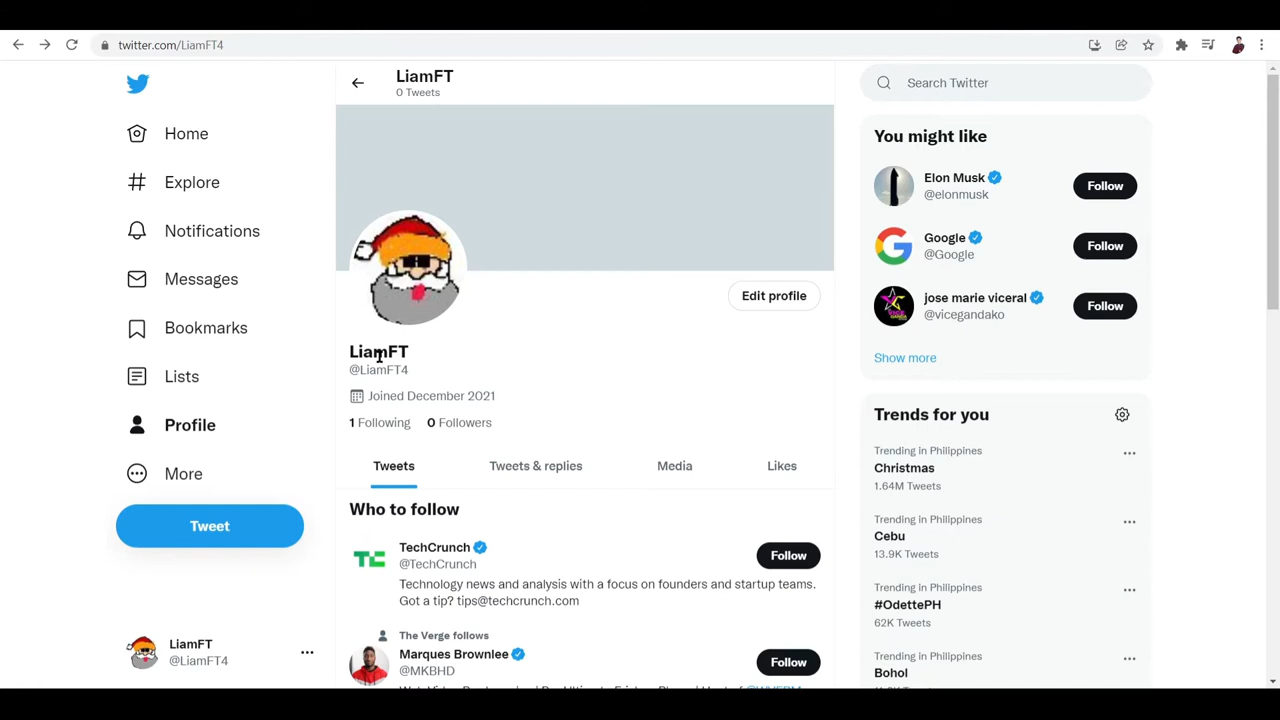 twitter.com/LiamFT4
LiamFT
0 Tweets
Search Twitter
Home
Explore
Notifications
Messages
Bookmarks
Lists
Profile
More
Tweet
LiamFT
@LiamFT4
Edit profile
LiamFT
@LiamFT4
Joined December 2021
1 Following 0 Followers
Tweets Tweets & replies Media Likes
Who to follow
TechCrunch
@TechCrunch
Follow
Technology news and analysis with a focus on founders and startup teams.
Got a tip? tips@techcrunch.com
The Verge follows
Marques Brownlee
@MKBHD
Follow
You might like
Elon Musk
@elonmusk
Follow
Google
@Google
Follow
jose marie viceral
@vicegandako
Follow
Show more
Trends for you
Trending in Philippines
Christmas
1.64M Tweets
Trending in Philippines
Cebu
13.9K Tweets
Trending in Philippines
#OdettePH
62K Tweets
Trending in Philippines
Bohol